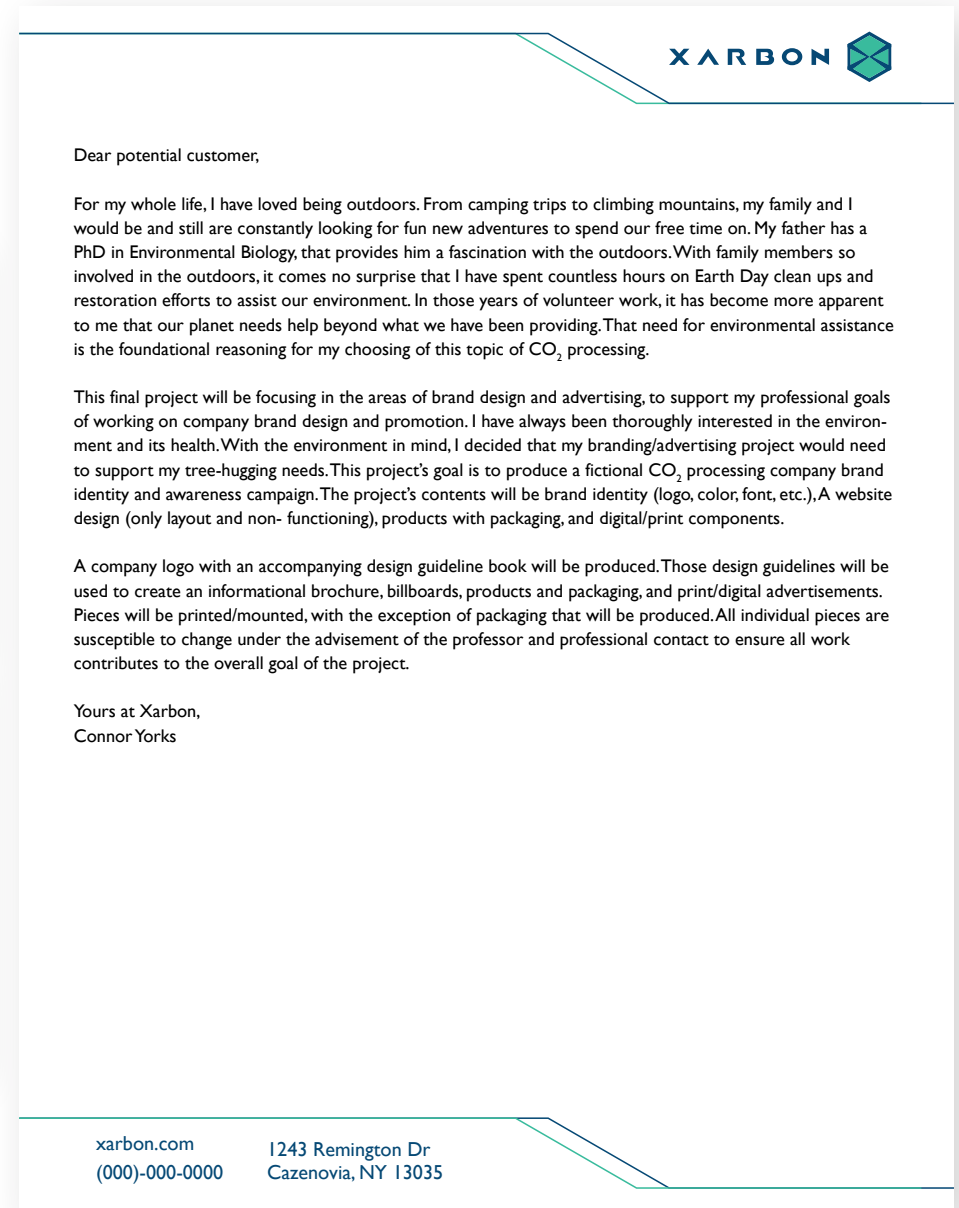 XARBON
Dear potential customer,
For my whole life, I have loved being outdoors. From camping trips to climbing mountains, my family and I
would be and still are constantly looking for fun new adventures to spend our free time on. My father has a
PhD in Environmental Biology, that provides him a fascination with the outdoors. With family members so
involved in the outdoors, it comes no surprise that I have spent countless hours on Earth Day clean ups and
restoration efforts to assist our environment. In those years of volunteer work, it has become more apparent
to me that our planet needs help beyond what we have been providing. That need for environmental assistance
is the foundational reasoning for my choosing of this topic of CO₂ processing.
This final project will be focusing in the areas of brand design and advertising, to support my professional goals
of working on company brand design and promotion. I have always been thoroughly interested in the environ-
ment and its health. With the environment in mind, I decided that my branding/advertising project would need
to support my tree-hugging needs. This project's goal is to produce a fictional CO₂ processing company brand
identity and awareness campaign. The project's contents will be brand identity (logo, color, font, etc.), A website
design (only layout and non- functioning), products with packaging, and digital/print components.
A company logo with an accompanying design guideline book will be produced. Those design guidelines will be
used to create an informational brochure, billboards, products and packaging, and print/digital advertisements.
Pieces will be printed/mounted, with the exception of packaging that will be produced. All individual pieces are
susceptible to change under the advisement of the professor and professional contact to ensure all work
contributes to the overall goal of the project.
Yours at Xarbon,
Connor Yorks
xarbon.com
(000)-000-0000
1243 Remington Dr
Cazenovia, NY 13035